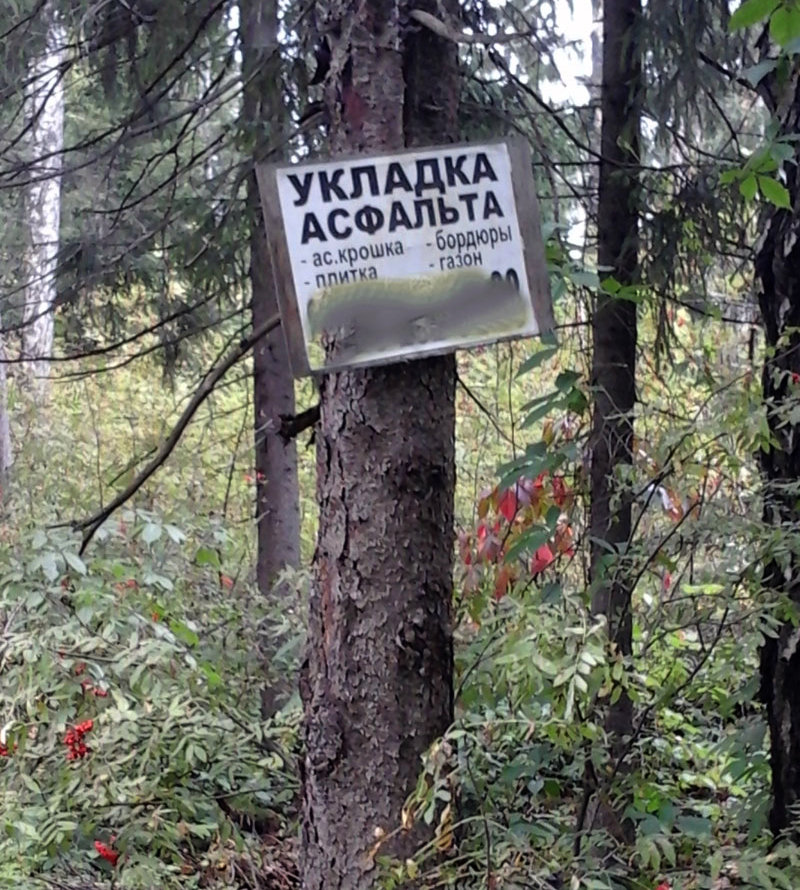 УКЛАДКА
АСФАЛЬТА
- ас.крошка - бордюры
- плитка - газон